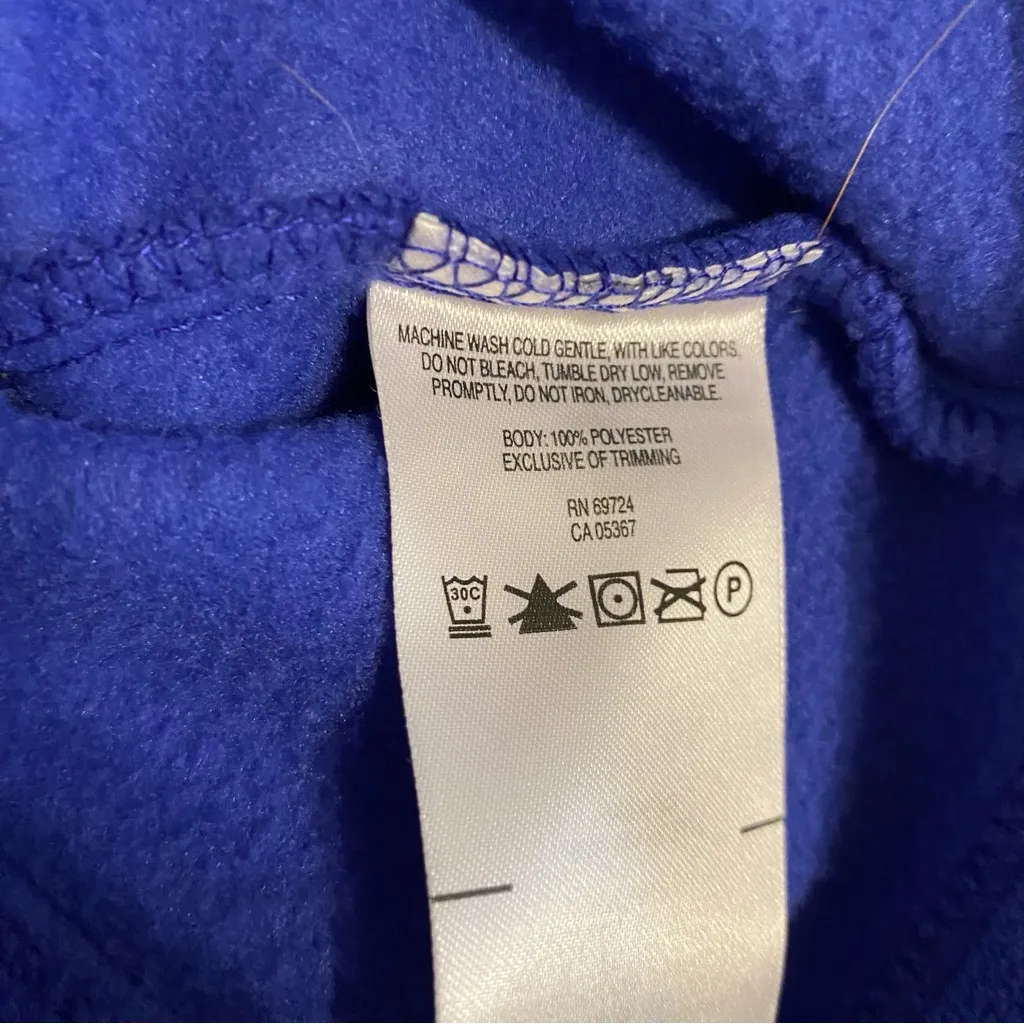 MACHINE WASH COLD GENTLE, WITH LIKE COLORS,
DO NOT BLEACH, TUMBLE DRY LOW, REMOVE
PROMPTLY, DO NOT IRON, DRYCLEANABLE.
BODY: 100% POLYESTER
EXCLUSIVE OF TRIMMING
RN 69724
CA 05367
30C P